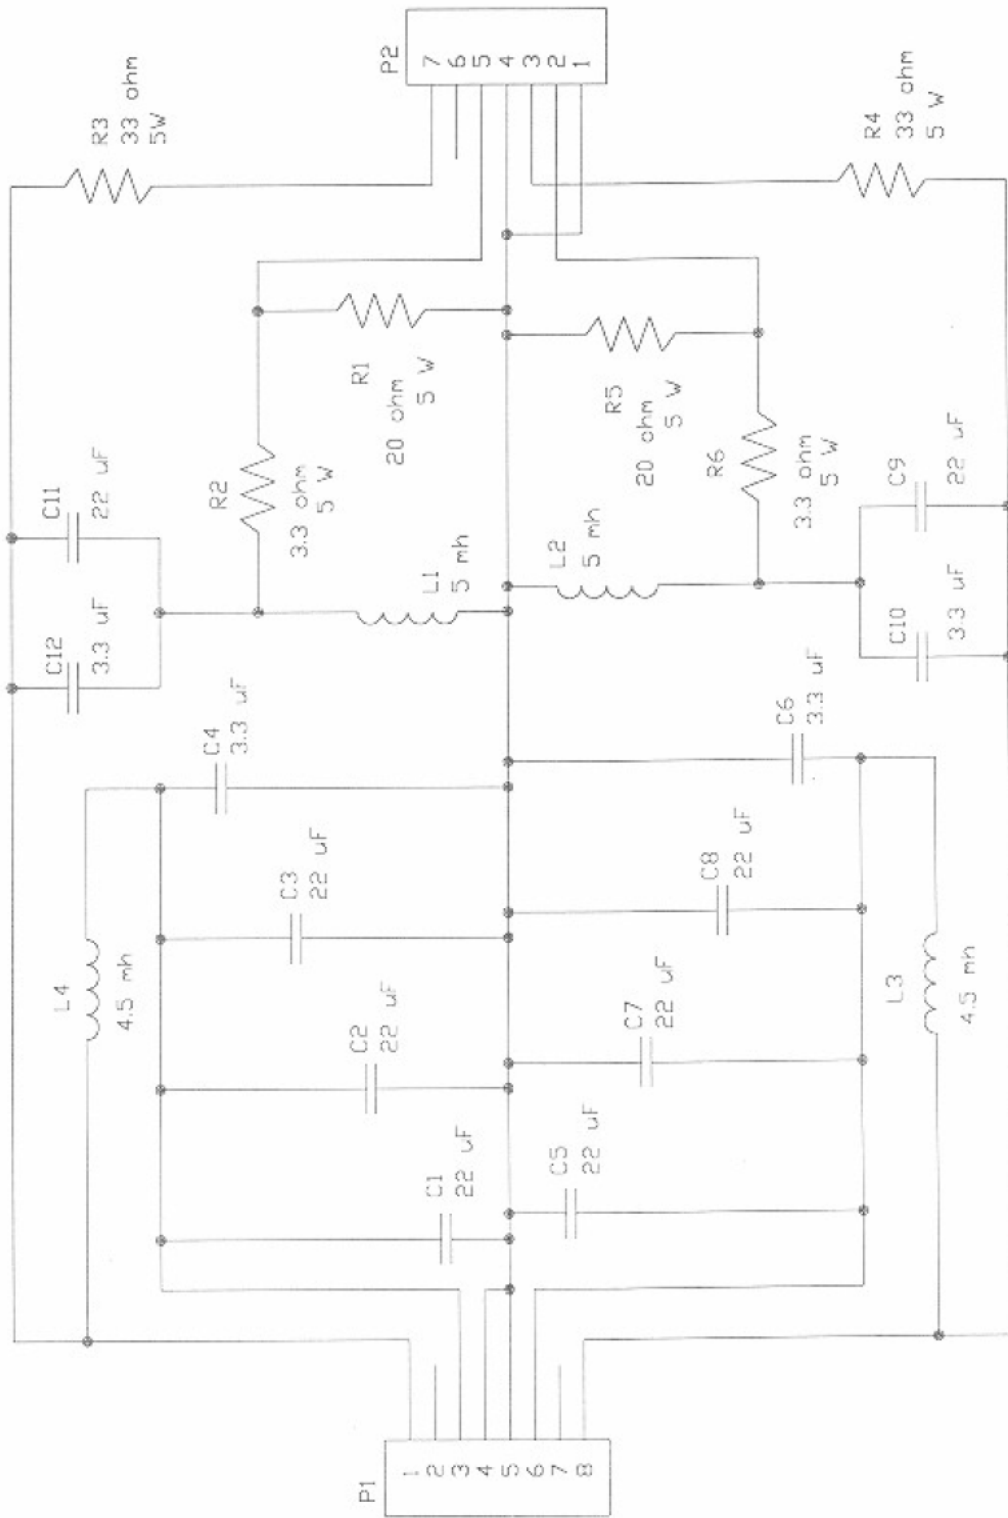 P1
1
2
3
4
5
6
7
8
L4
4.5 mh
C1
22 uF
C2
22 uF
C3
22 uF
C4
3.3 uF
C5
22 uF
C7
22 uF
C8
22 uF
C6
3.3 uF
L3
4.5 mh
C12
3.3 uF
C11
22 uF
L1
5 mh
L2
5 mh
C10
3.3 uF
C9
22 uF
R2
3.3 ohm
5 W
R1
20 ohm
5 W
R5
20 ohm
5 W
R6
3.3 ohm
5 W
R3
33 ohm
5W
R4
33 ohm
5 W
P2
7
6
5
4
3
2
1